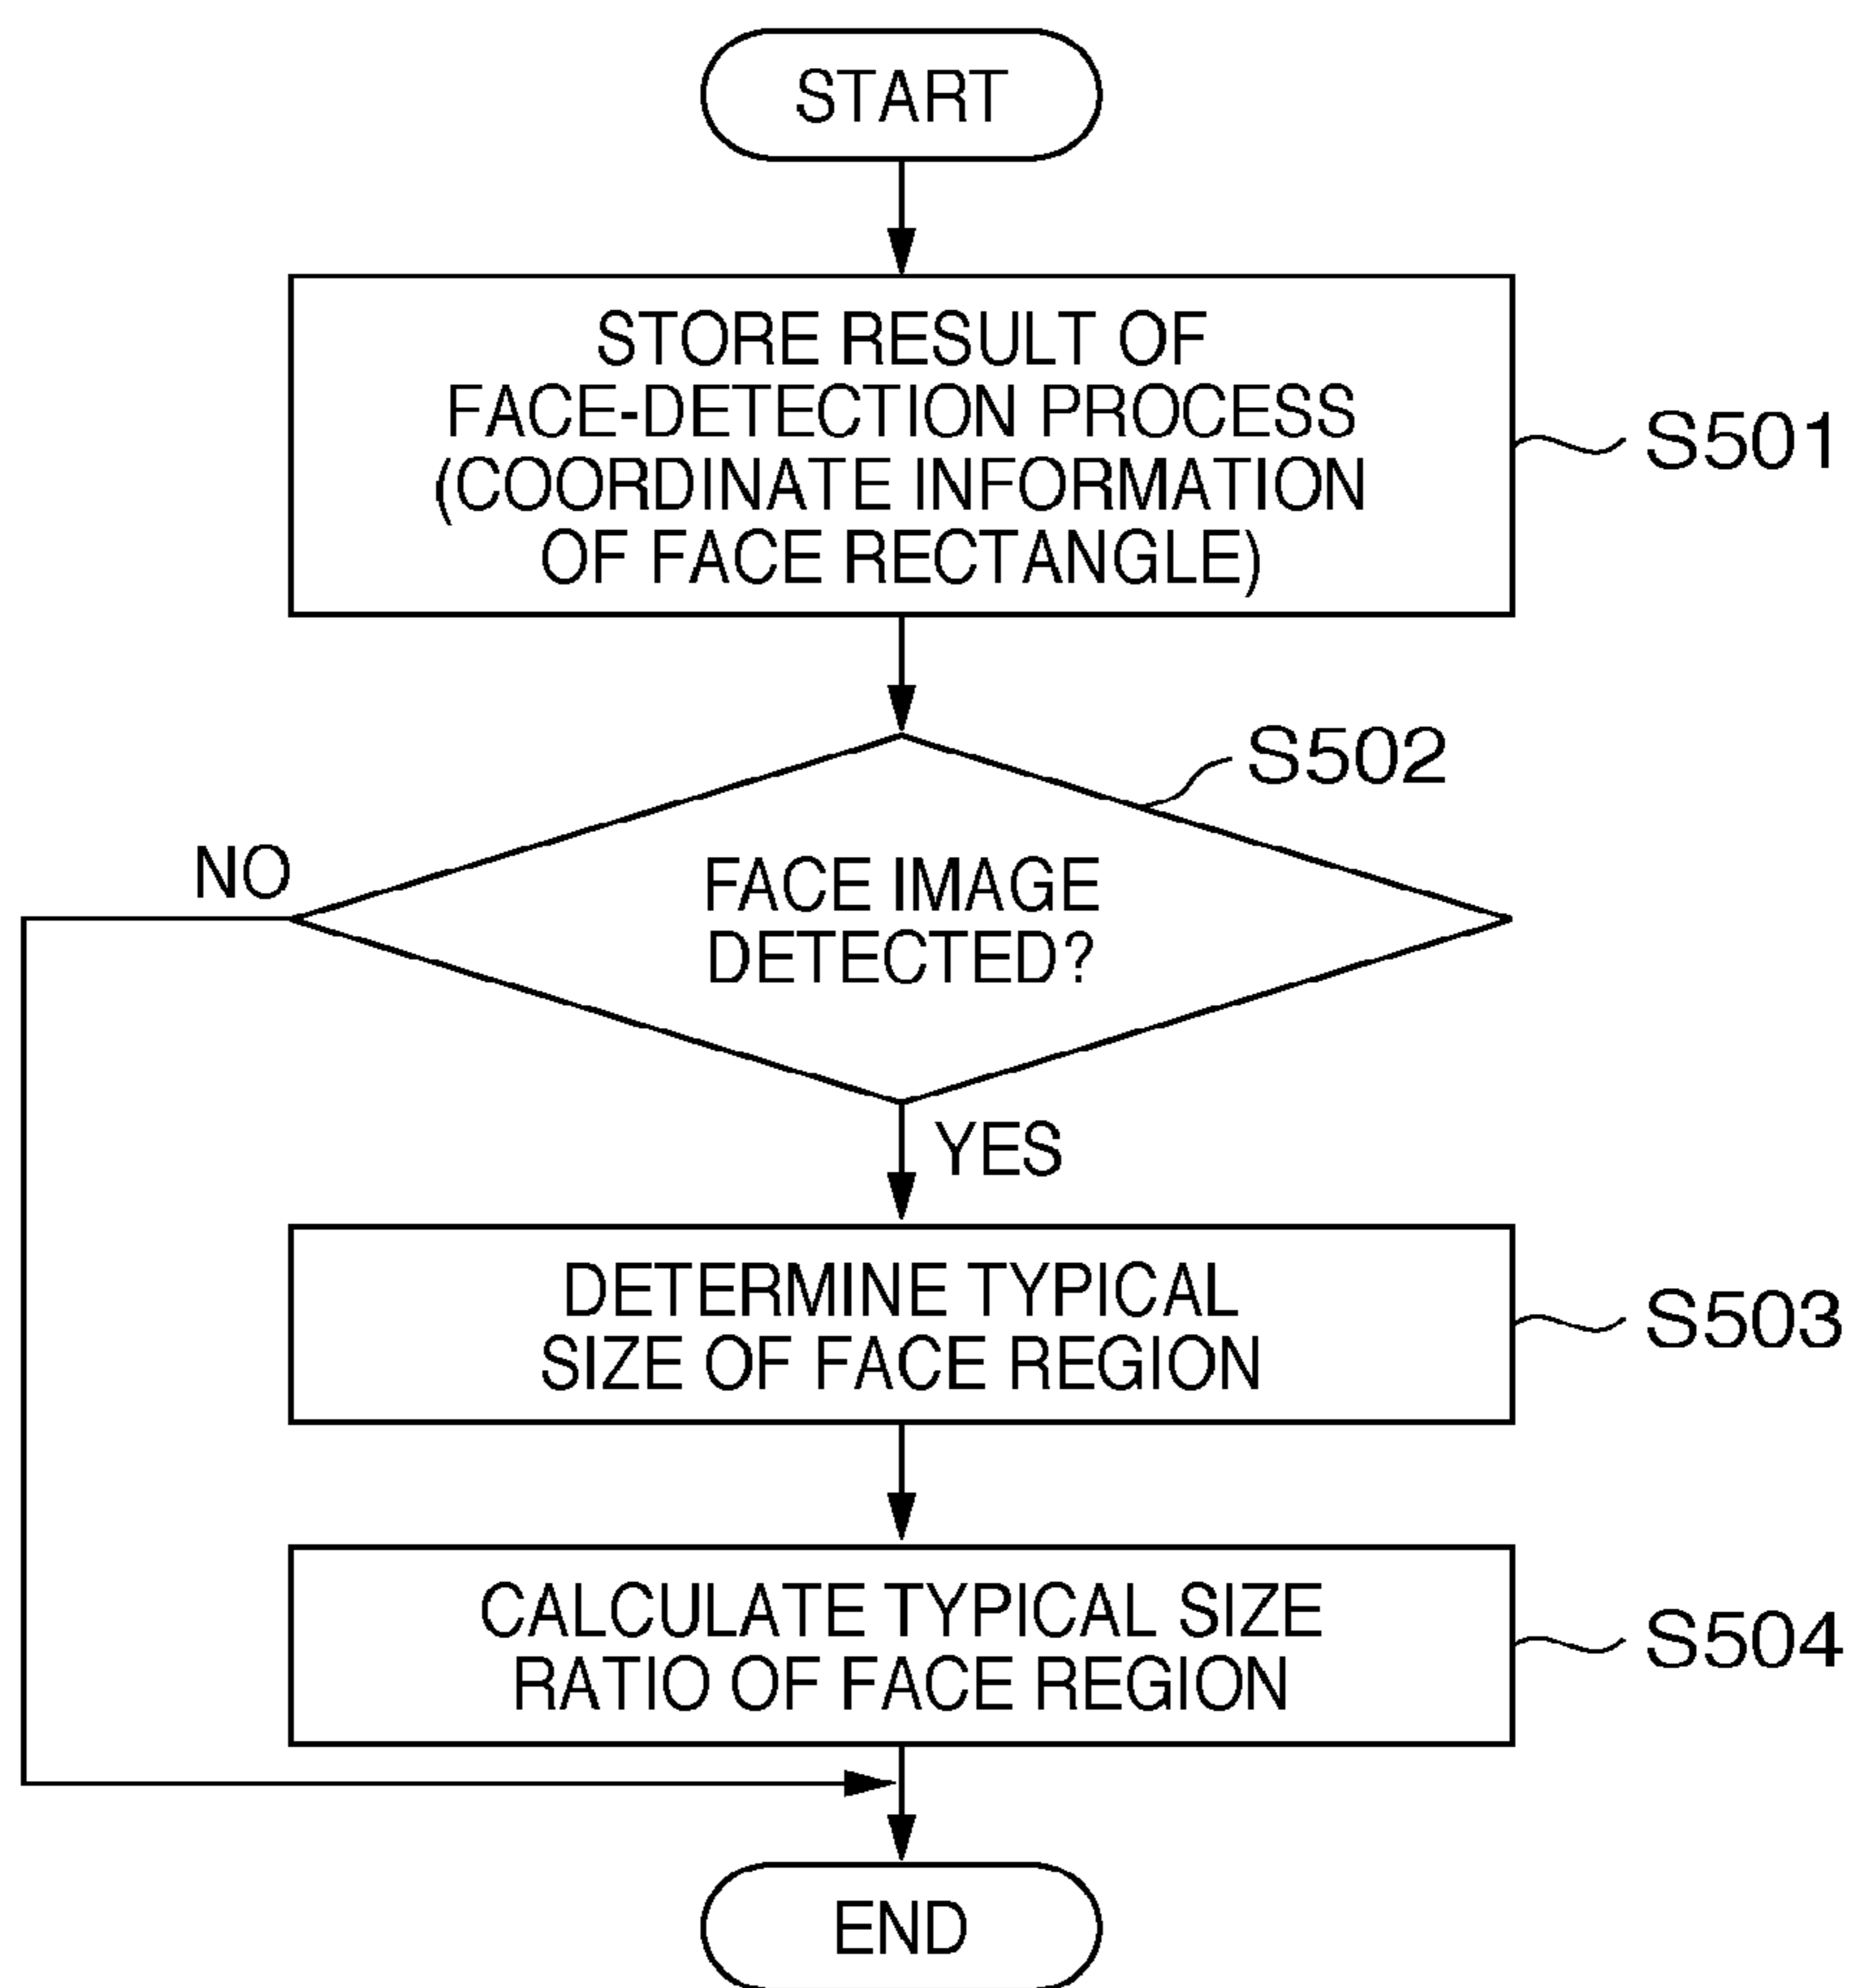 START
STORE RESULT OF
FACE-DETECTION PROCESS
(COORDINATE INFORMATION
OF FACE RECTANGLE)
S501
S502
NO
FACE IMAGE
DETECTED?
YES
DETERMINE TYPICAL
SIZE OF FACE REGION
S503
CALCULATE TYPICAL SIZE
RATIO OF FACE REGION
S504
END